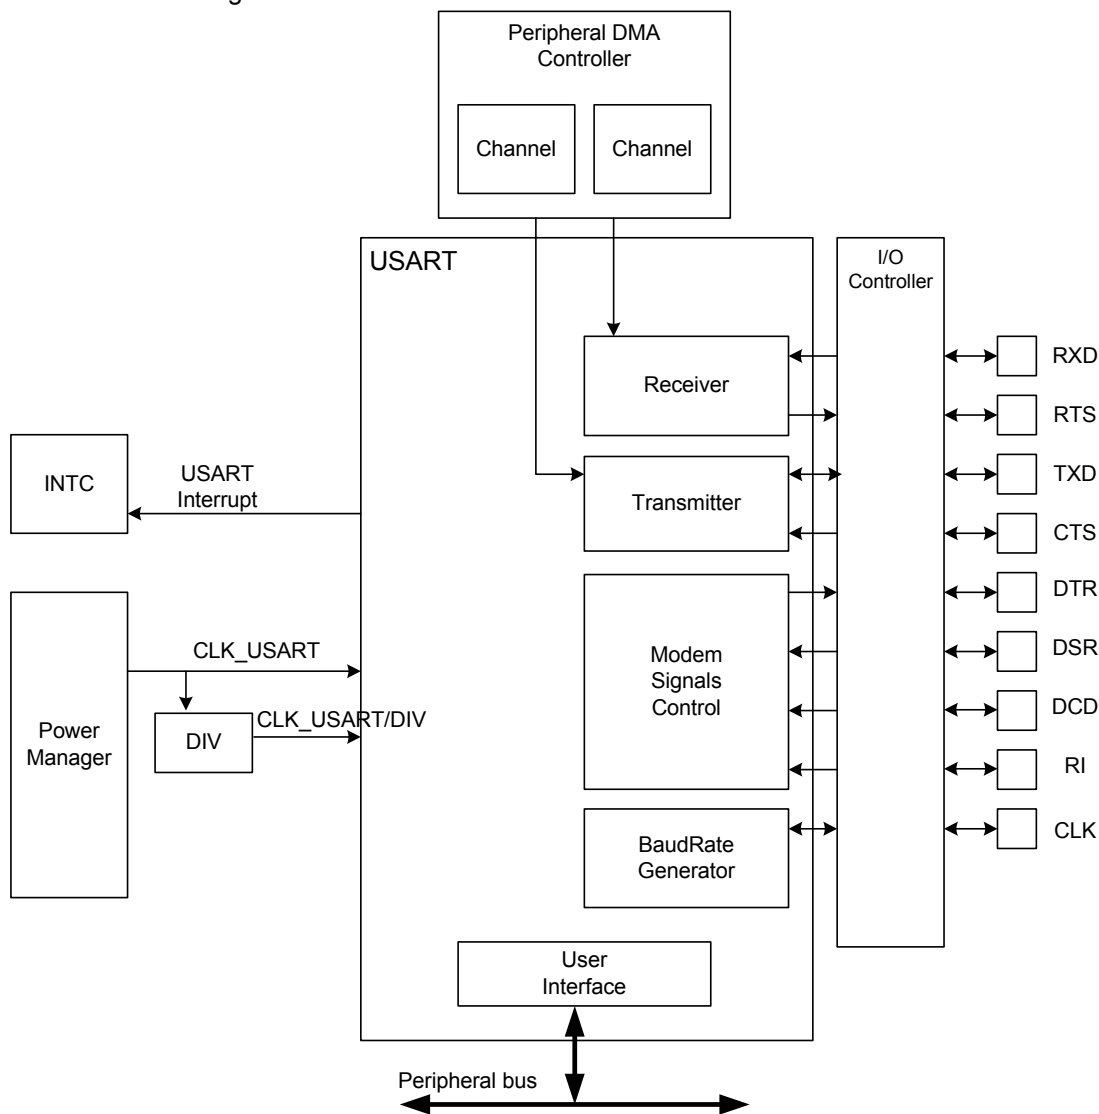 Peripheral DMA
Controller
Channel
Channel
USART
I/O
Controller
Receiver
RXD
RTS
INTC
USART
Interrupt
Transmitter
TXD
CTS
DTR
CLK_USART
Modem
Signals
Control
DSR
DCD
Power
Manager
DIV
CLK_USART/DIV
RI
BaudRate
Generator
CLK
User
Interface
Peripheral bus